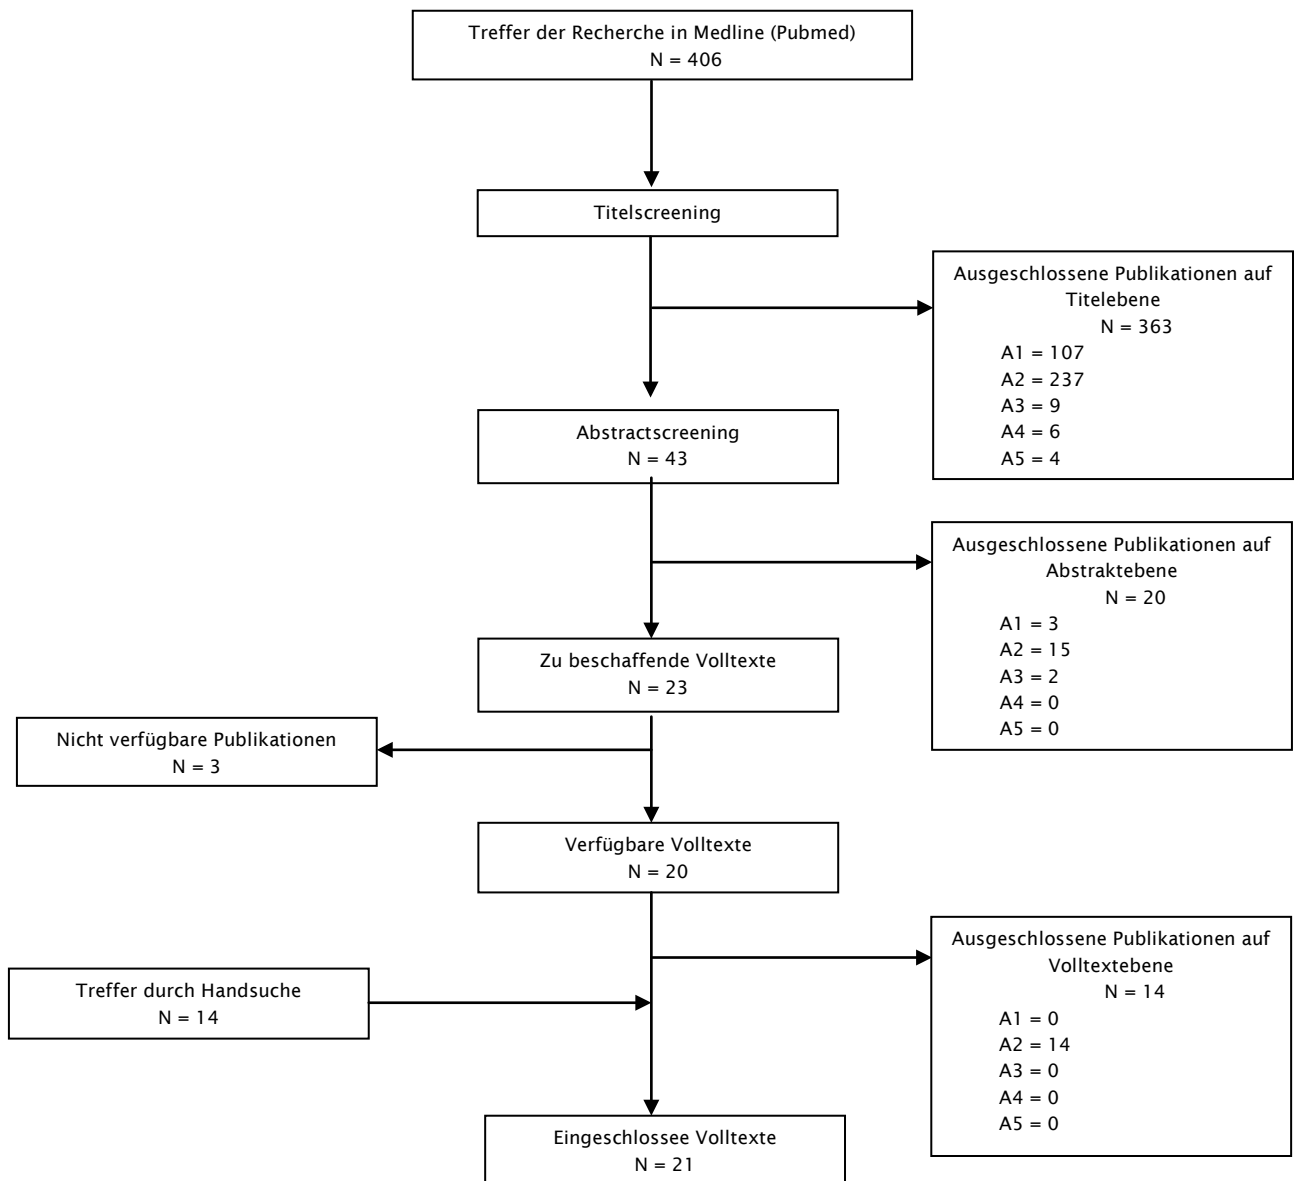 Treffer der Recherche in Medline (Pubmed)
N = 406
Titelscreening
Ausgeschlossene Publikationen auf
Titelebene
N = 363
A1 = 107
A2 = 237
A3 = 9
A4 = 6
A5 = 4
Abstractscreening
N = 43
Ausgeschlossene Publikationen auf
Abstraktebene
N = 20
A1 = 3
A2 = 15
A3 = 2
A4 = 0
A5 = 0
Zu beschaffende Volltexte
N = 23
Nicht verfügbare Publikationen
N = 3
Verfügbare Volltexte
N = 20
Ausgeschlossene Publikationen auf
Volltextebene
N = 14
A1 = 0
A2 = 14
A3 = 0
A4 = 0
A5 = 0
Treffer durch Handsuche
N = 14
Eingeschlossee Volltexte
N = 21